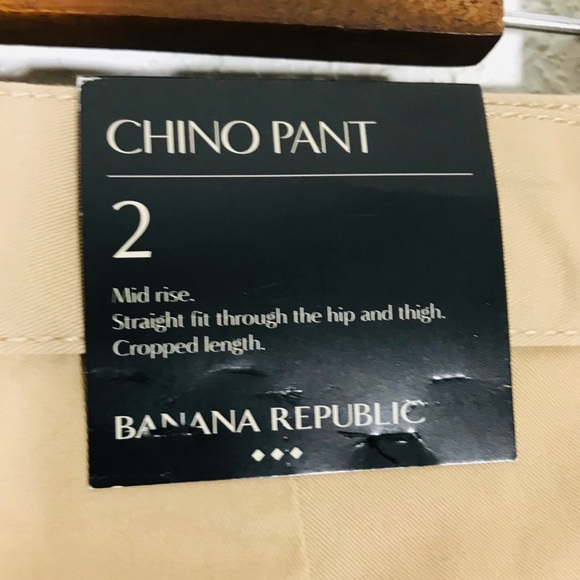 CHINO PANT
2
Mid rise.
Straight fit through the hip and thigh.
Cropped length.
BANANA REPUBLIC